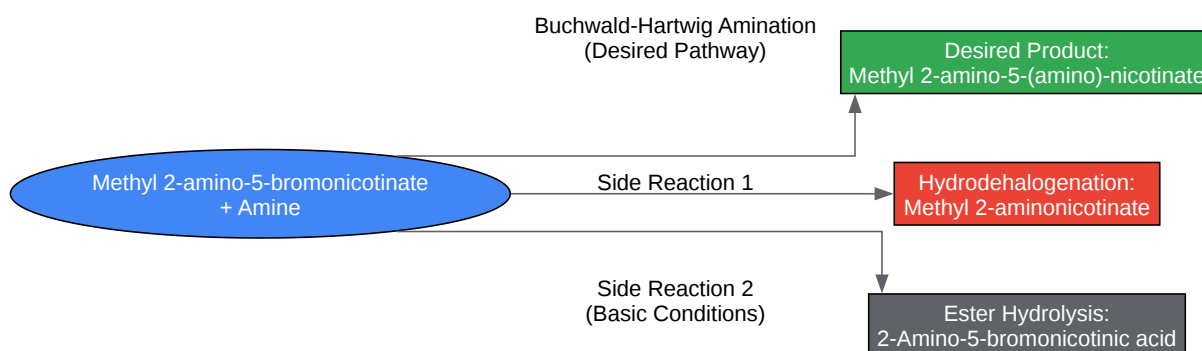 Buchwald-Hartwig Amination
(Desired Pathway)
Desired Product:
Methyl 2-amino-5-(amino)-nicotinate
Methyl 2-amino-5-bromonicotinate
+ Amine
Side Reaction 1
Hydrodehalogenation:
Methyl 2-aminonicotinate
Side Reaction 2
(Basic Conditions)
Ester Hydrolysis:
2-Amino-5-bromonicotinic acid